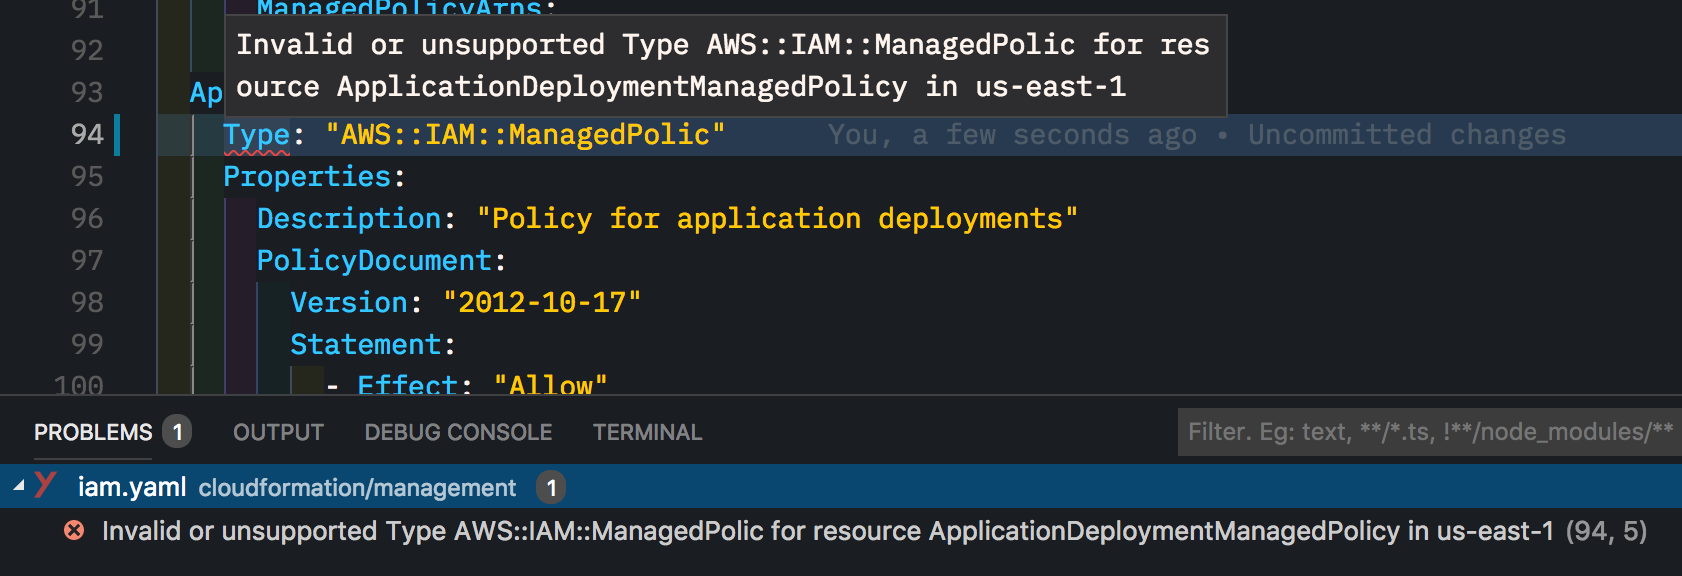 91 ManagedPolicyArns:
92
Invalid or unsupported Type AWS::IAM::ManagedPolic for res
ource ApplicationDeploymentManagedPolicy in us-east-1
93 Ap
94 Type: "AWS::IAM::ManagedPolic" You, a few seconds ago • Uncommitted changes
95 Properties:
96 Description: "Policy for application deployments"
97 PolicyDocument:
98 Version: "2012-10-17"
99 Statement:
100 - Effect: "Allow"
PROBLEMS 1 OUTPUT DEBUG CONSOLE TERMINAL Filter. Eg: text, **/*.ts, !**/node_modules/**
Y iam.yaml cloudformation/management 1
Invalid or unsupported Type AWS::IAM::ManagedPolic for resource ApplicationDeploymentManagedPolicy in us-east-1 (94, 5)